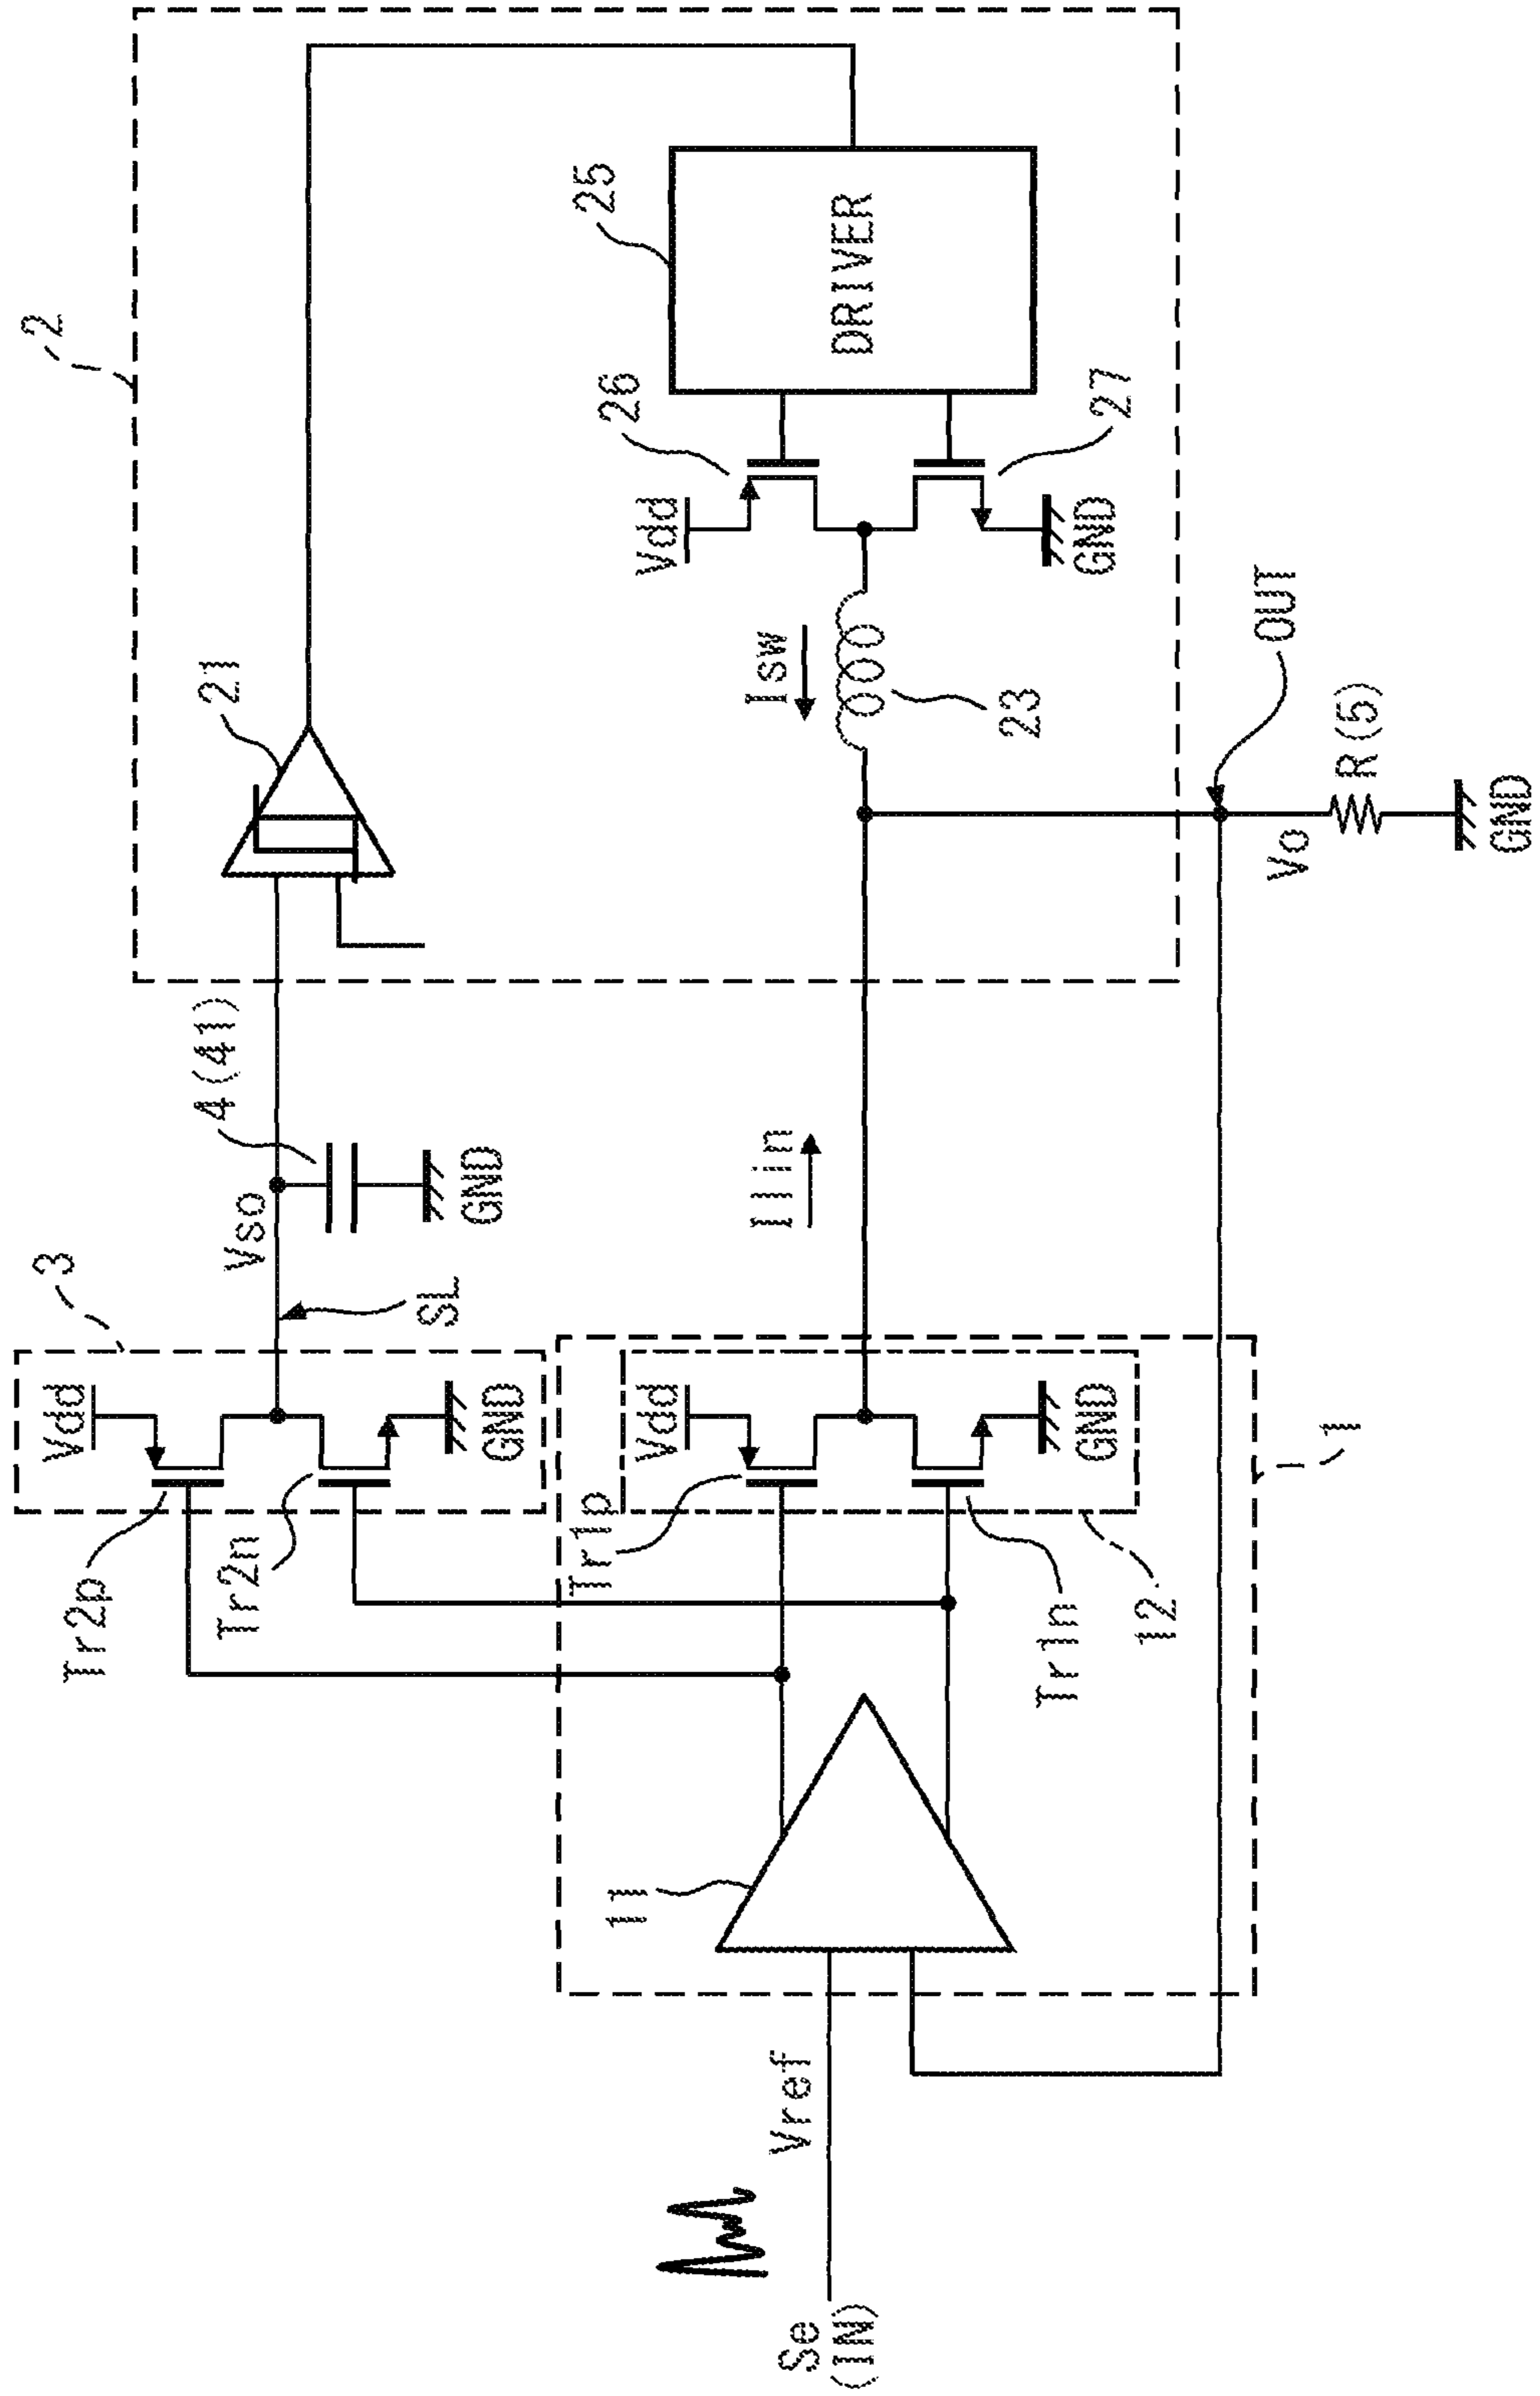 2
21
25
DRIVER
26
27
Vdd
GND
Isw
23
OUT
Vo
R(5)
GND
4(41)
Vso
GND
SL
3
Vdd
GND
Tr2p
Tr2n
Ilin
Vdd
GND
Tr1p
Tr1n
12
1
11
Vref
Se
(IN)